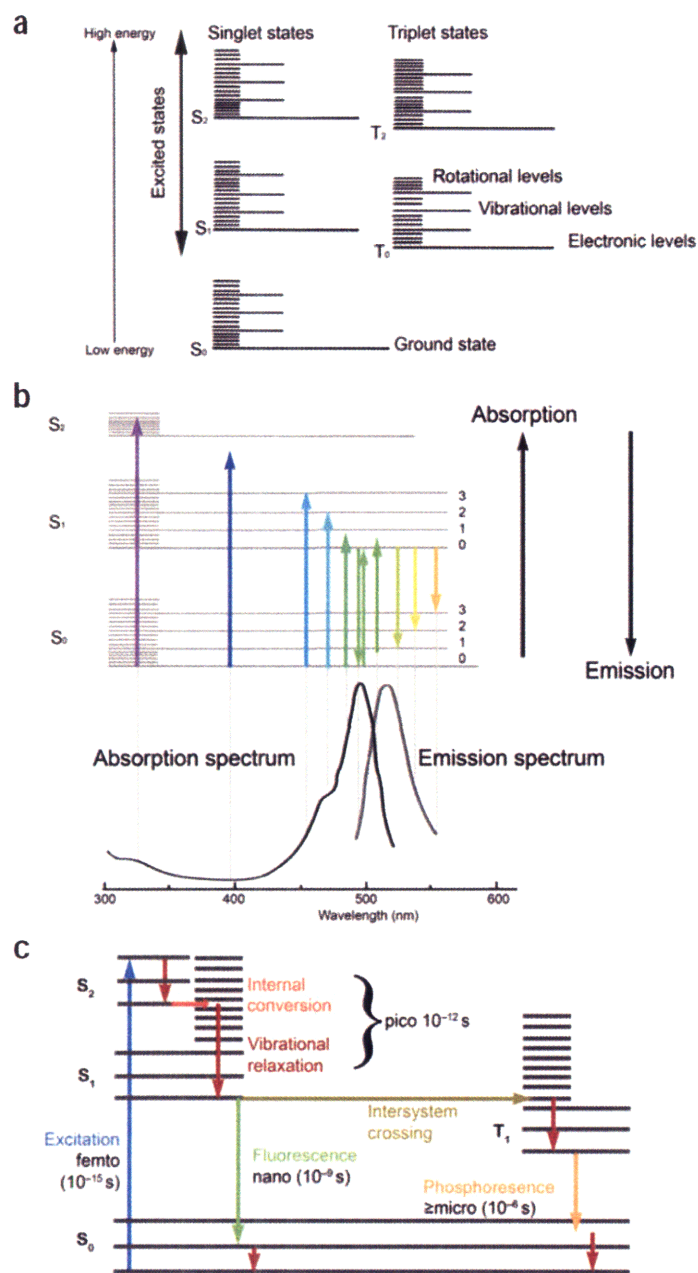 a
High energy
Singlet states
Triplet states
Excited states
S2
T2
Rotational levels
Vibrational levels
S1
T0
Electronic levels
S0
Ground state
Low energy
b
S2
Absorption
3
2
S1
1
0
3
2
S0
1
0
Emission
Absorption spectrum
Emission spectrum
300
400
500
600
Wavelength (nm)
c
S2
Internal
conversion
pico 10⁻¹² s
Vibrational
relaxation
S1
Intersystem
crossing
T1
Excitation
femto
(10⁻¹⁵ s)
Fluorescence
nano (10⁻⁹ s)
Phosphoresence
≥micro (10⁻⁶ s)
S0